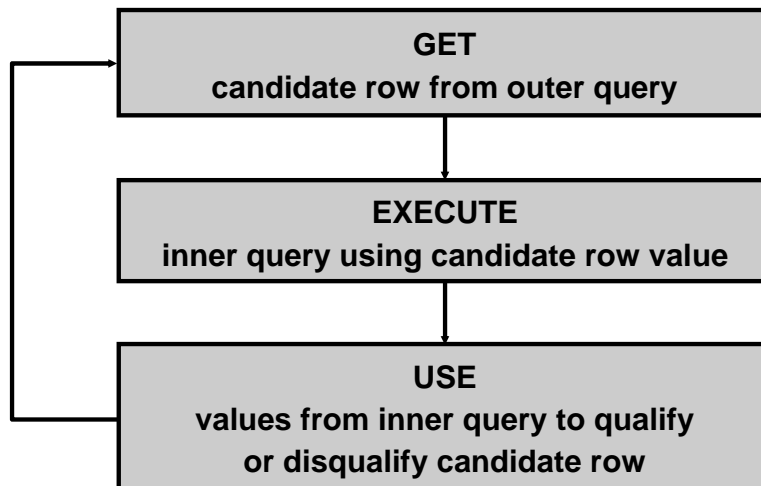 GET
candidate row from outer query
EXECUTE
inner query using candidate row value
USE
values from inner query to qualify
or disqualify candidate row